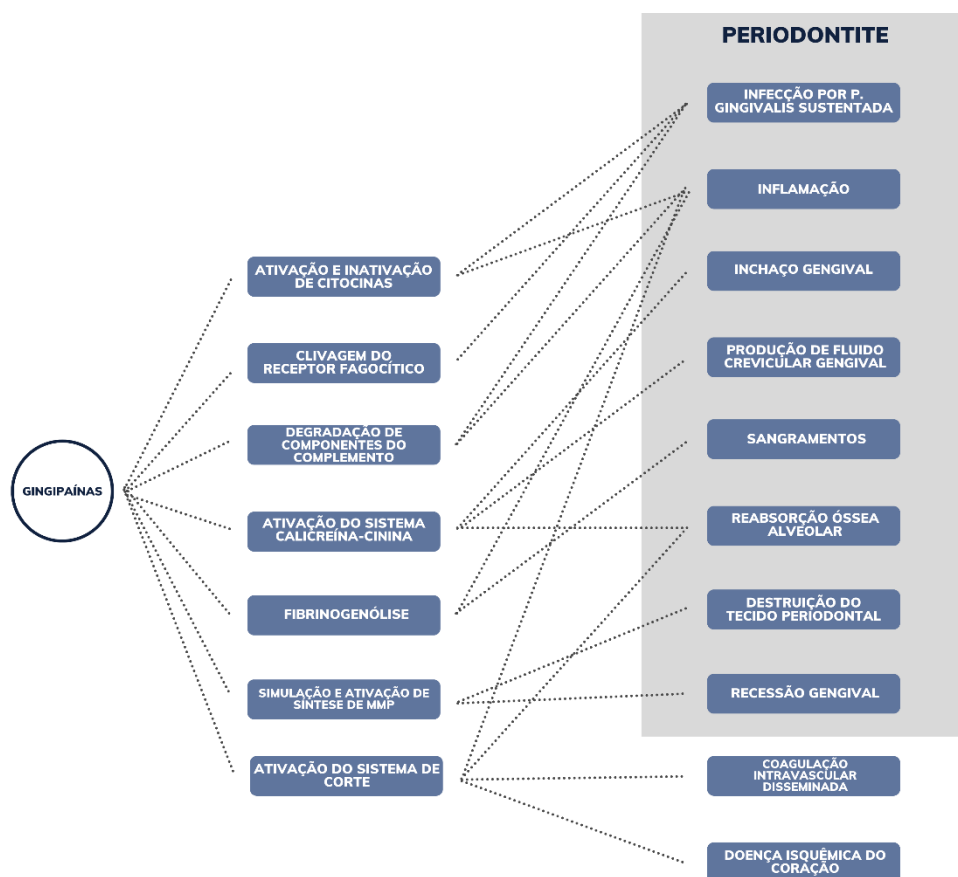 PERIODONTITE
INFECÇÃO POR P.
GINGIVALIS SUSTENTADA
INFLAMAÇÃO
INCHAÇO GENGIVAL
PRODUÇÃO DE FLUIDO
CREVICULAR GENGIVAL
SANGRAMENTOS
REABSORÇÃO ÓSSEA
ALVEOLAR
DESTRUIÇÃO DO
TECIDO PERIODONTAL
RECESSÃO GENGIVAL
COAGULAÇÃO
INTRAVASCULAR
DISSEMINADA
DOENÇA ISQUÊMICA DO
CORAÇÃO
ATIVAÇÃO E INATIVAÇÃO
DE CITOCINAS
CLIVAGEM DO
RECEPTOR FAGOCÍTICO
DEGRADAÇÃO DE
COMPONENTES DO
COMPLEMENTO
ATIVAÇÃO DO SISTEMA
CALICREÍNA-CININA
FIBRINOGENÓLISE
SIMULAÇÃO E ATIVAÇÃO DE
SÍNTESE DE MMP
ATIVAÇÃO DO SISTEMA DE
CORTE
GINGIPAÍNAS